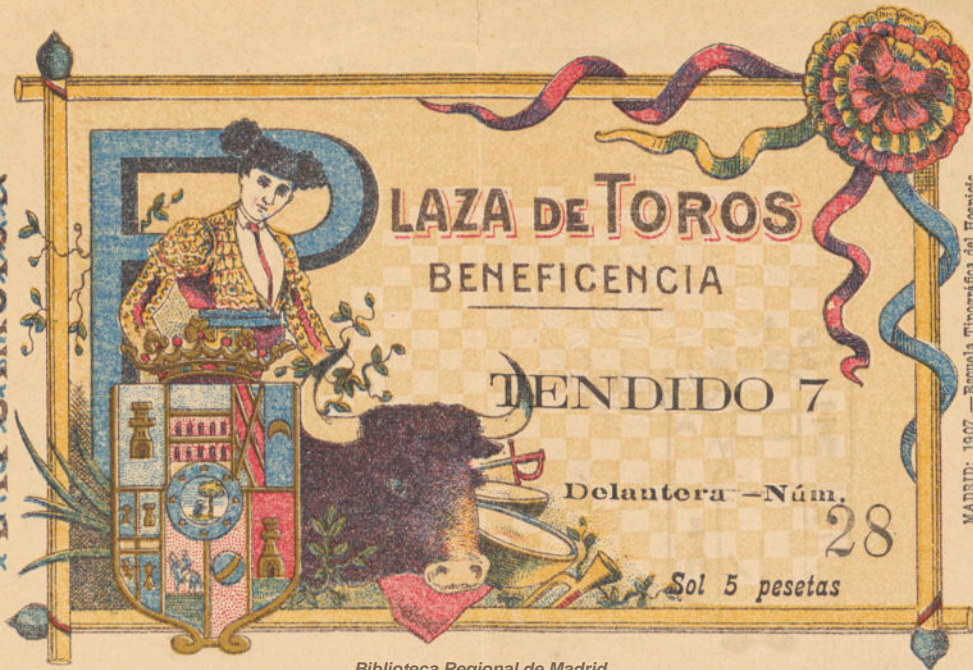 PLAZA DE TOROS
BENEFICENCIA
TENDIDO 7
Delantera—Núm.
28
Sol 5 pesetas
MADRID: 1907.—Escuela Tipográfica del Hospicio
Biblioteca Regional de Madrid